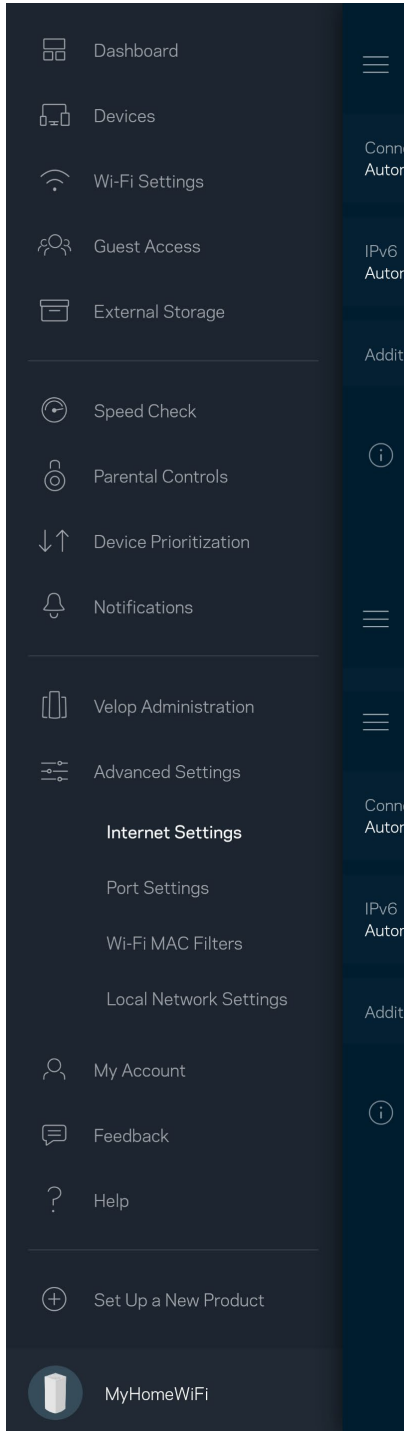 Dashboard
Devices
Wi-Fi Settings
Guest Access
External Storage
Speed Check
Parental Controls
Device Prioritization
Notifications
Velop Administration
Advanced Settings
Internet Settings
Port Settings
Wi-Fi MAC Filters
Local Network Settings
My Account
Feedback
Help
Set Up a New Product
MyHomeWiFi
IPv6
IPv6